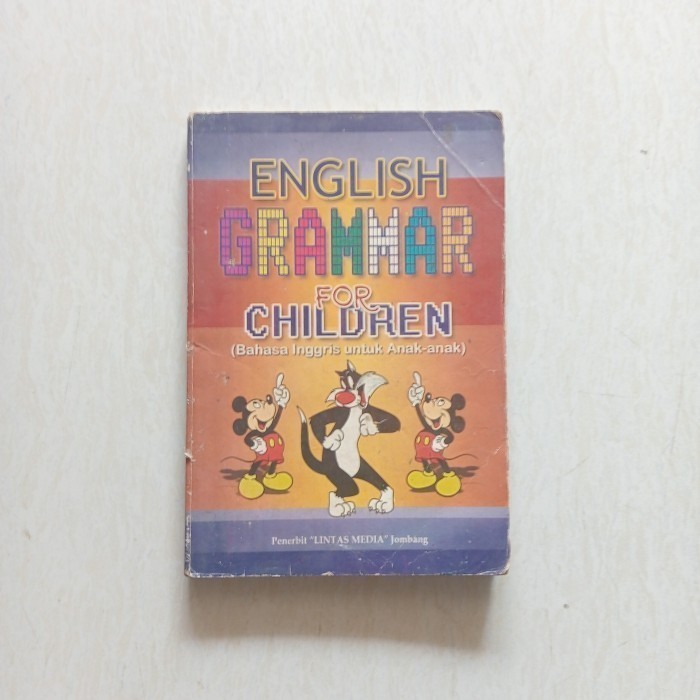 ENGLISH
GRAMMAR
FOR
CHILDREN
(Bahasa Inggris untuk Anak-anak)
Penerbit "LINTAS MEDIA" Jombang